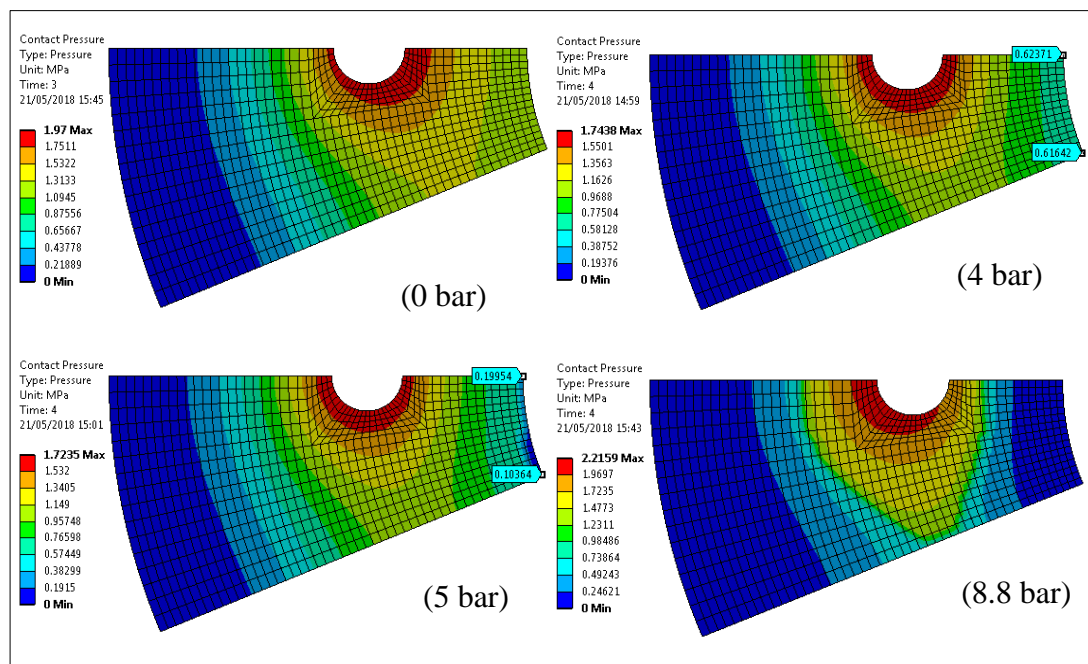 Contact Pressure
Type: Pressure
Unit: MPa
Time: 3
21/05/2018 15:45
1.97 Max
1.7511
1.5322
1.3133
1.0945
0.87556
0.65667
0.43778
0.21889
0 Min
(0 bar)
Contact Pressure
Type: Pressure
Unit: MPa
Time: 4
21/05/2018 14:59
0.62371
1.7438 Max
1.5501
1.3563
1.1626
0.9688
0.77504
0.58128
0.38752
0.19376
0 Min
0.61642
(4 bar)
Contact Pressure
Type: Pressure
Unit: MPa
Time: 4
21/05/2018 15:01
0.19954
1.7235 Max
1.532
1.3405
1.149
0.95748
0.76598
0.57449
0.38299
0.1915
0 Min
0.10364
(5 bar)
Contact Pressure
Type: Pressure
Unit: MPa
Time: 4
21/05/2018 15:43
2.2159 Max
1.9697
1.7235
1.4773
1.2311
0.98486
0.73864
0.49243
0.24621
0 Min
(8.8 bar)